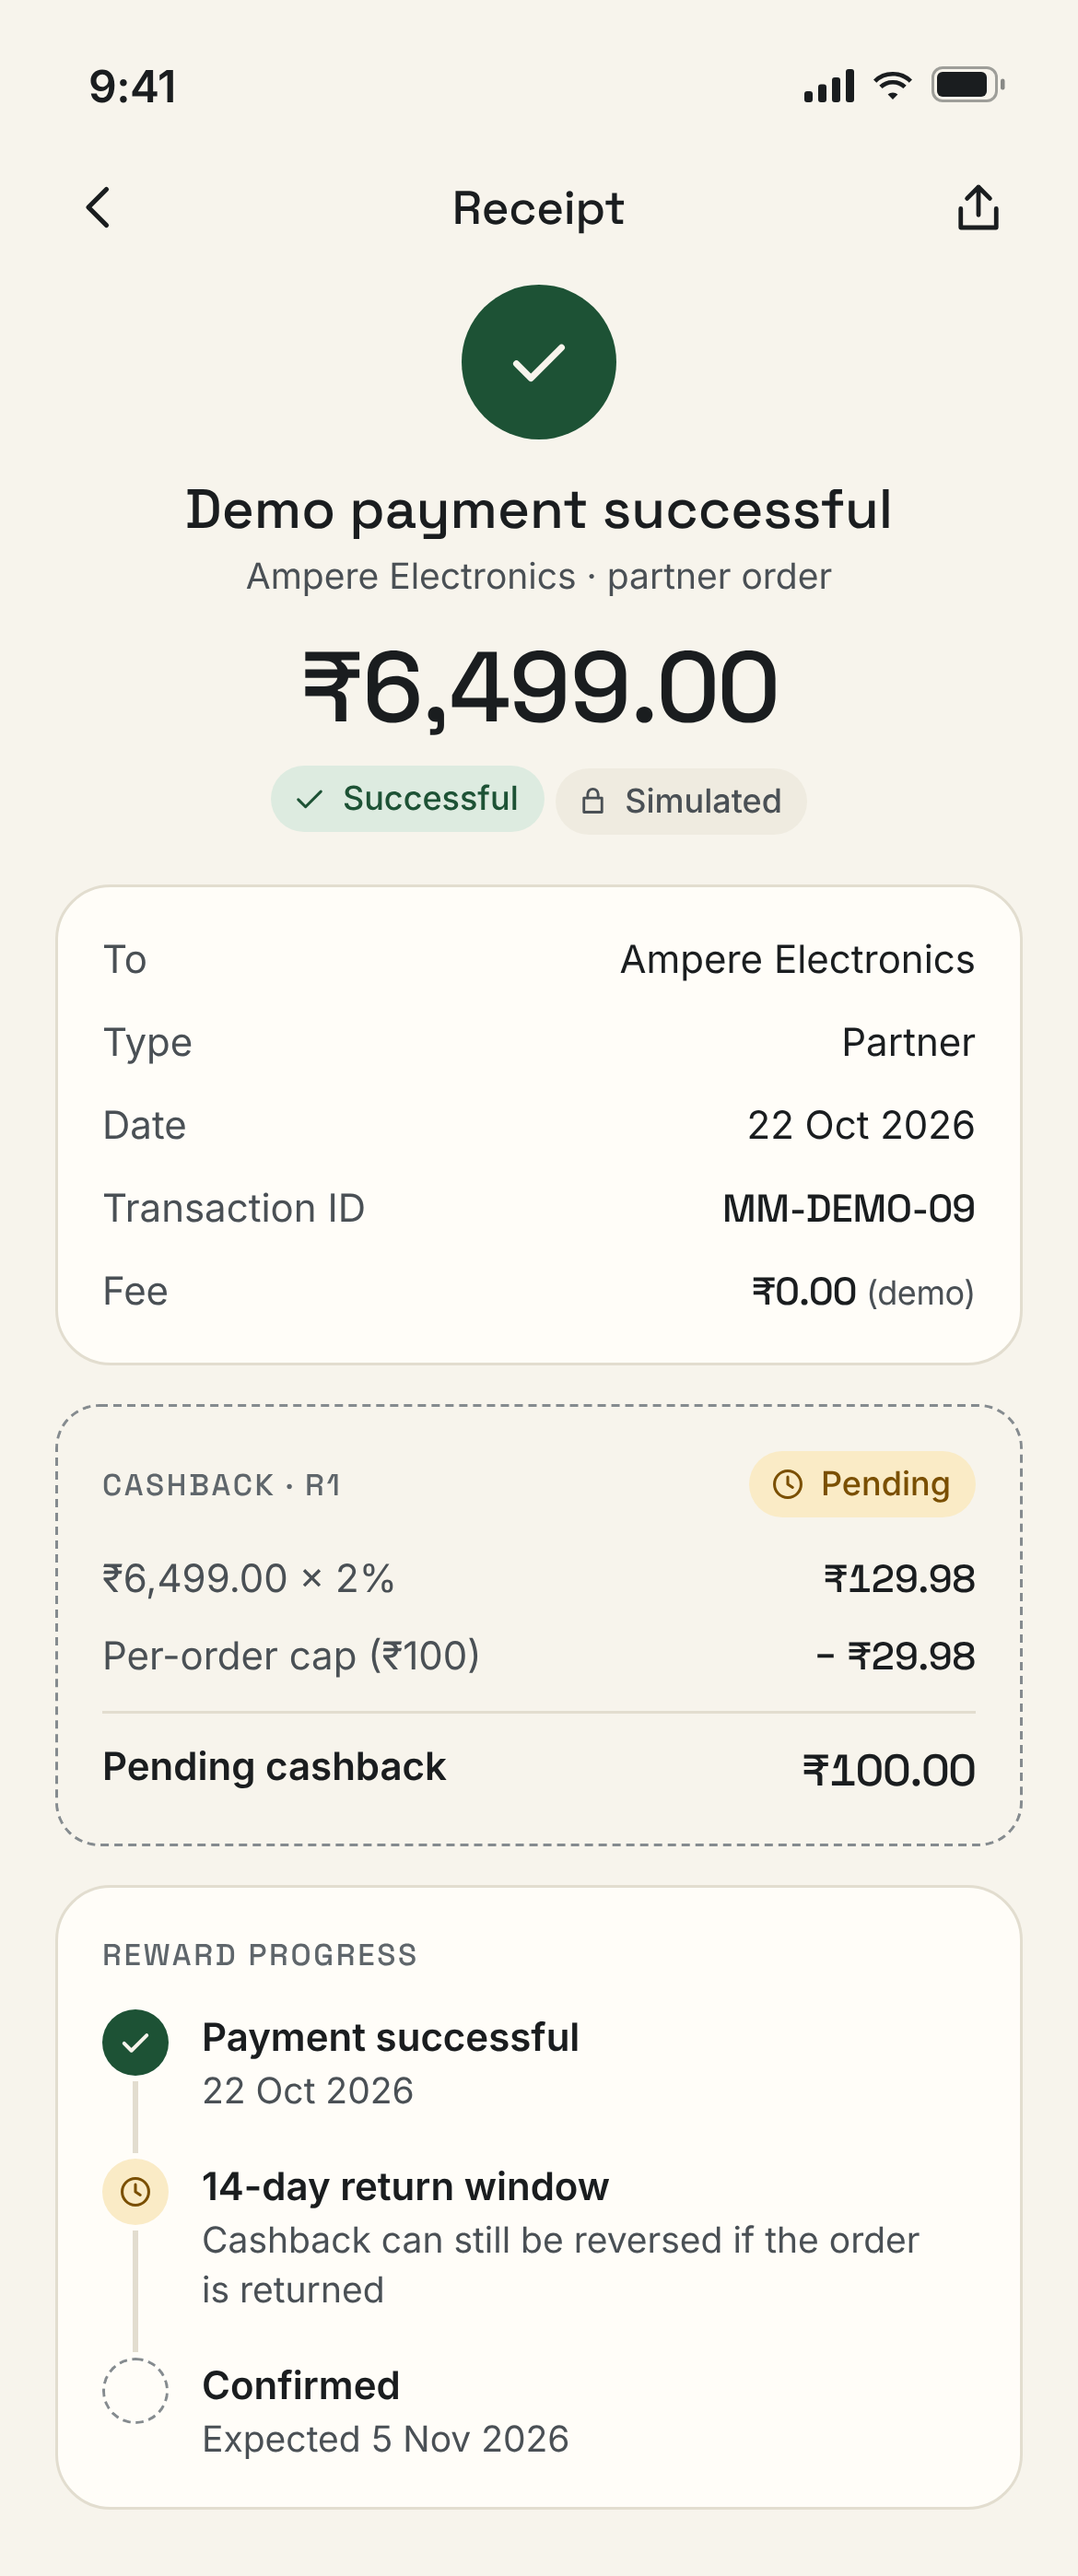 9:41
Receipt
Demo payment successful
Ampere Electronics · partner order
₹6,499.00
Successful
Simulated
To Ampere Electronics
Type Partner
Date 22 Oct 2026
Transaction ID MM-DEMO-09
Fee ₹0.00 (demo)
CASHBACK · R1 Pending
₹6,499.00 × 2% ₹129.98
Per-order cap (₹100) − ₹29.98
Pending cashback ₹100.00
REWARD PROGRESS
Payment successful
22 Oct 2026
14-day return window
Cashback can still be reversed if the order
is returned
Confirmed
Expected 5 Nov 2026